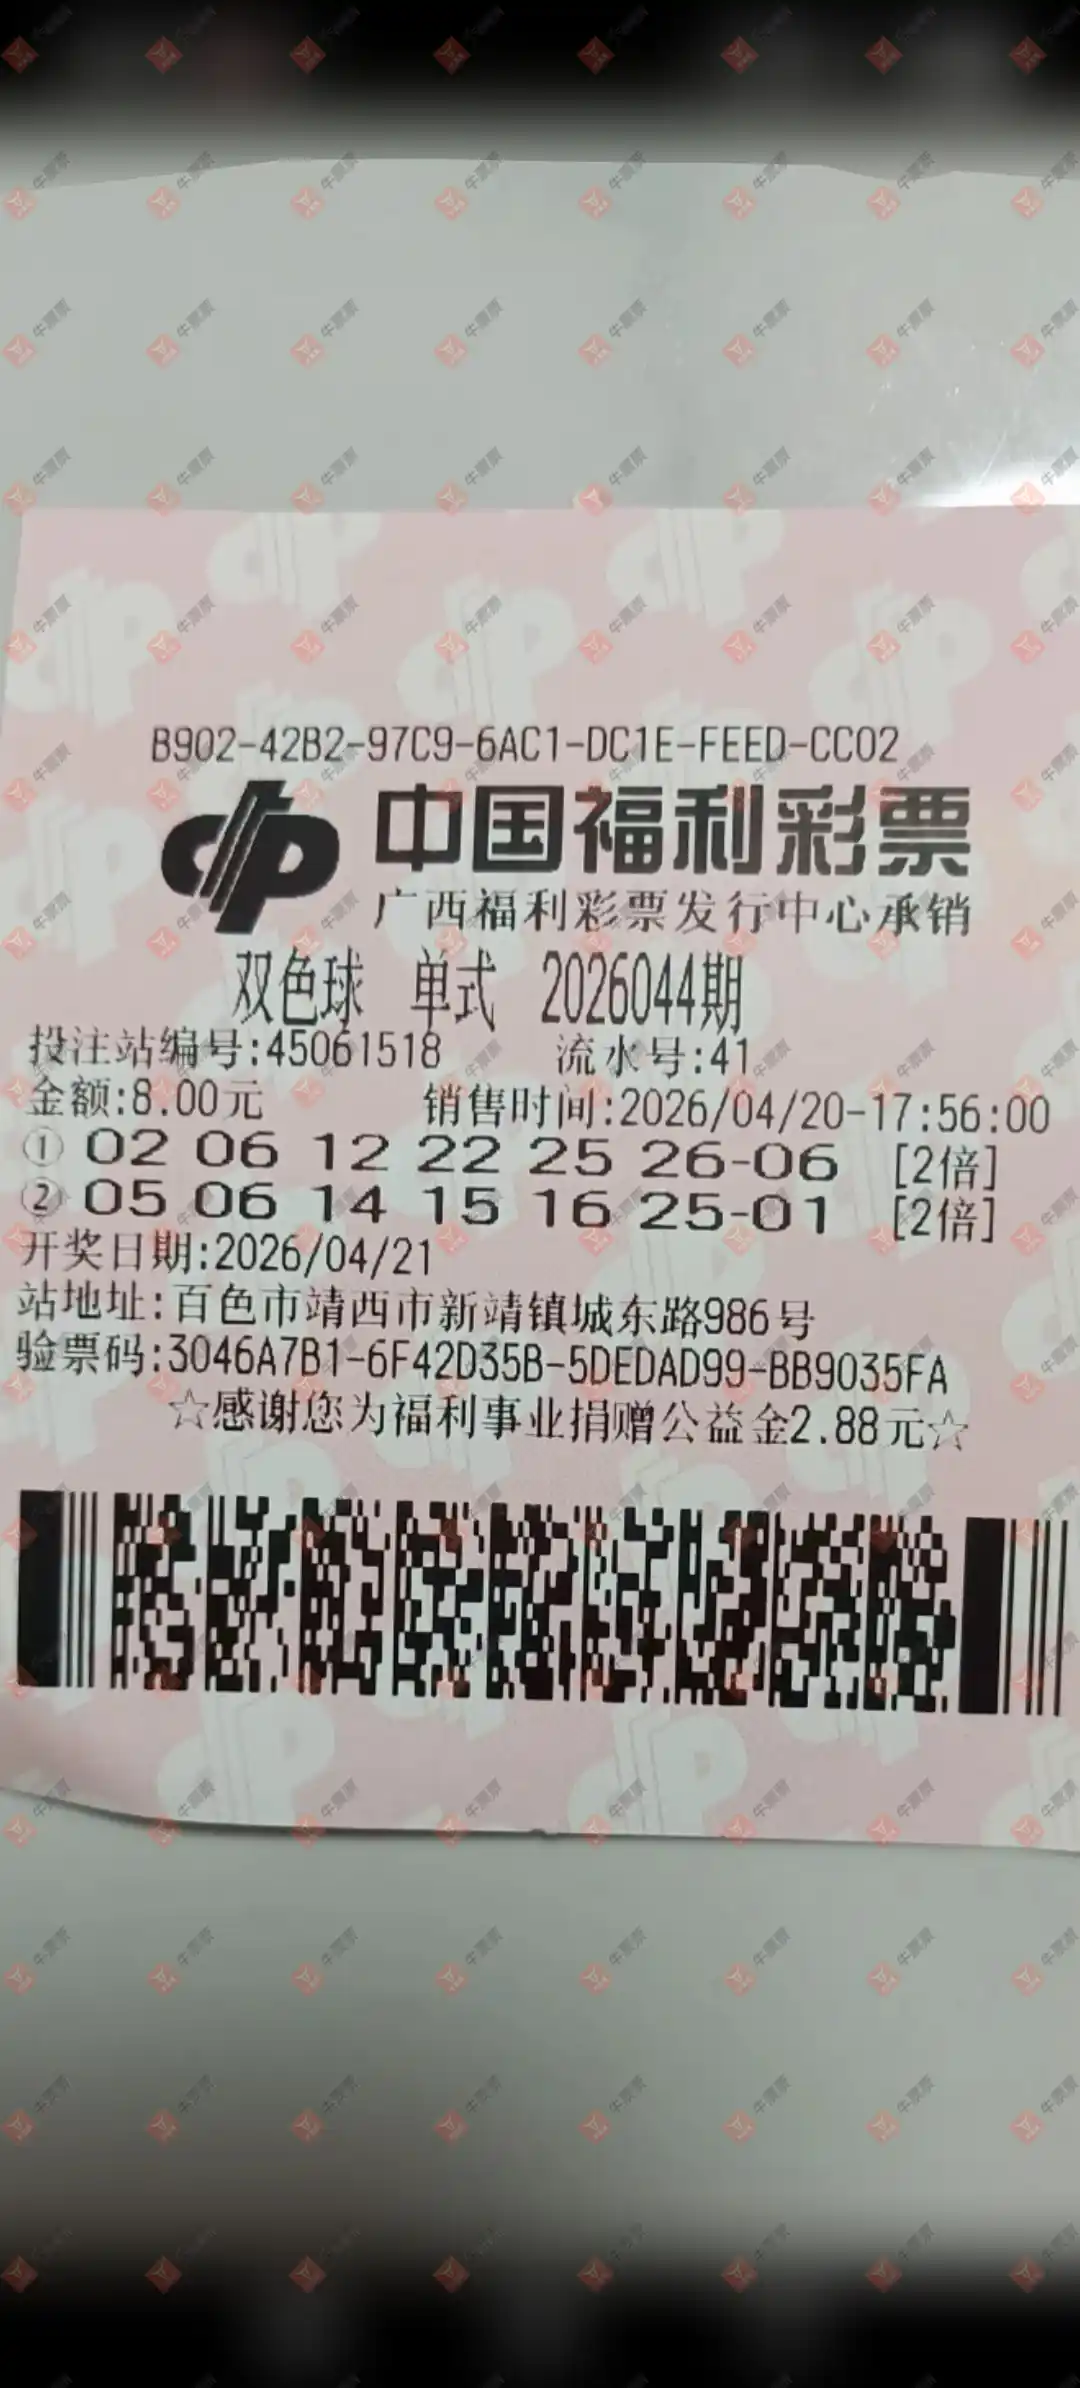 B902-42B2-97C9-6AC1-DC1E-FEED-CC02
中国福利彩票
广西福利彩票发行中心承销
双色球 单式 2026044期
投注站编号:45061518 流水号:41
金额:8.00元 销售时间:2026/04/20-17:56:00
① 02 06 12 22 25 26-06 [2倍]
② 05 06 14 15 16 25-01 [2倍]
开奖日期:2026/04/21
站地址:百色市靖西市新靖镇城东路986号
验票码:3046A7B1-6F42D35B-5DEDAD99-BB9035FA
☆感谢您为福利事业捐赠公益金2.88元☆